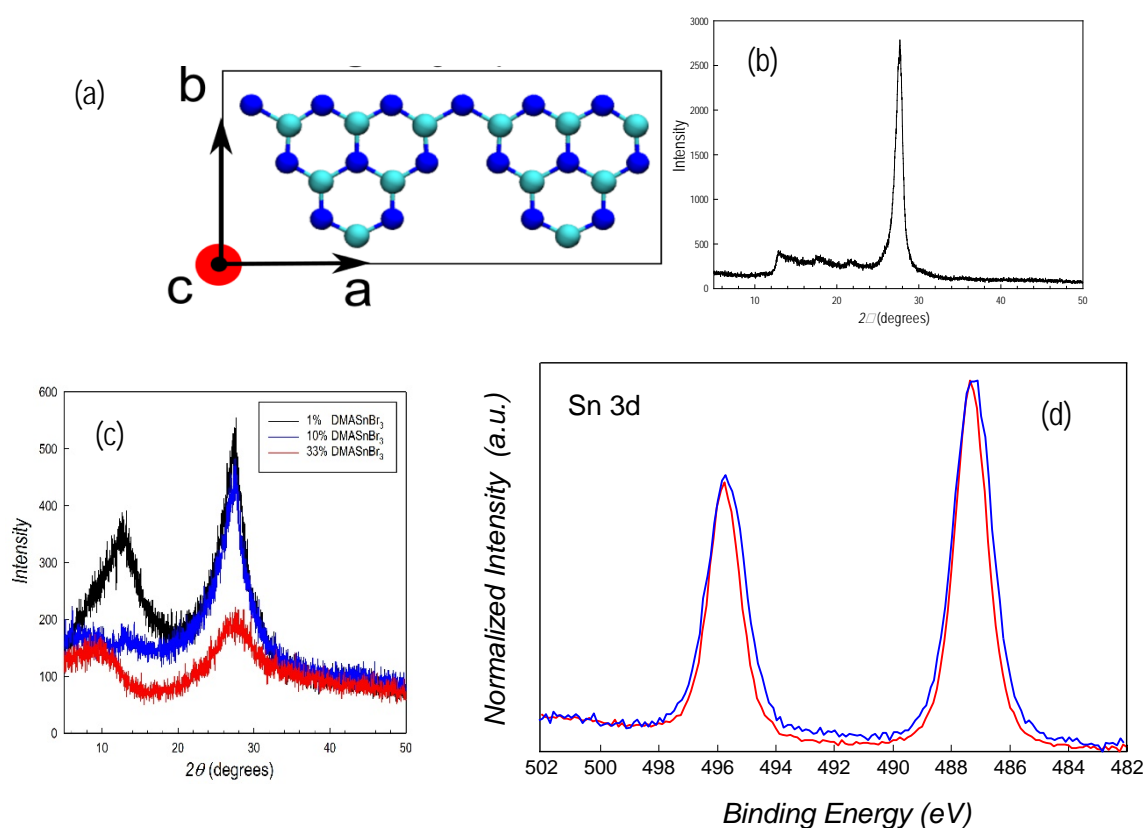 (a)
b
c
a
(b)
Intensity
3000
2500
2000
1500
1000
500
0
10
20
30
40
50
2□ (degrees)
(c)
1% DMASnBr3
10% DMASnBr3
33% DMASnBr3
Intensity
600
500
400
300
200
100
0
10
20
30
40
50
2θ (degrees)
Sn 3d
(d)
Normalized Intensity (a.u.)
502 500 498 496 494 492 490 488 486 484 482
Binding Energy (eV)